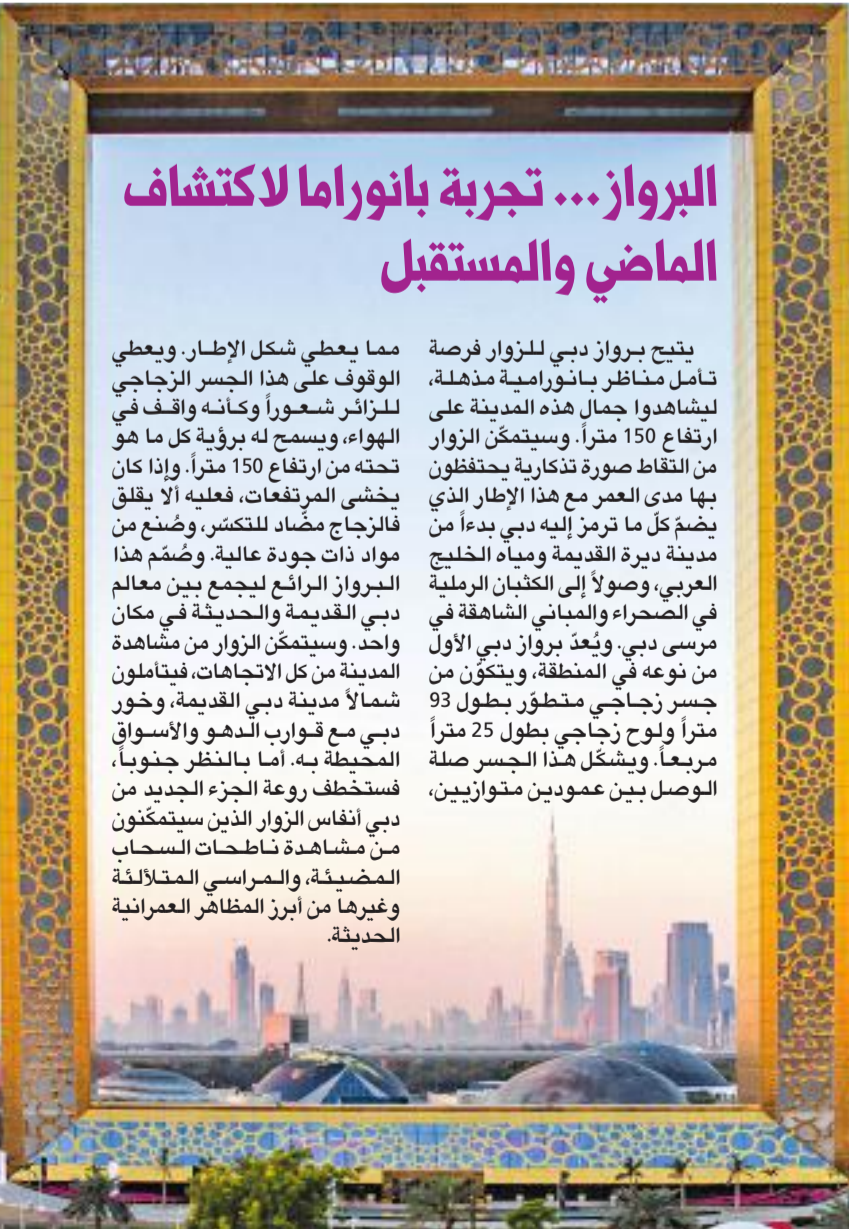 البرواز... تجربة بانوراما لاكتشاف
الماضي والمستقبل
يتيح برواز دبي للزوار فرصة
تأمل مناظر بانورامية مذهلة،
ليشاهدوا جمال هذه المدينة على
ارتفاع 150 متراً. وسيتمكّن الزوار
من التقاط صورة تذكارية يحتفظون
بها مدى العمر مع هذا الإطار الذي
يضمّ كلّ ما ترمز إليه دبي بدءاً من
مدينة ديرة القديمة ومياه الخليج
العربي، وصولاً إلى الكثبان الرملية
في الصحراء والمباني الشاهقة في
مرسى دبي. ويُعدّ برواز دبي الأول
من نوعه في المنطقة، ويتكوّن من
جسر زجاجي متطوّر بطول 93
متراً ولوح زجاجي بطول 25 متراً
مربعاً. ويشكّل هذا الجسر صلة
الوصل بين عمودين متوازيين،
مما يعطي شكل الإطار. ويعطي
الوقوف على هذا الجسر الزجاجي
للزائر شعوراً وكأنه واقف في
الهواء، ويسمح له برؤية كل ما هو
تحته من ارتفاع 150 متراً. وإذا كان
يخشى المرتفعات، فعليه ألا يقلق
فالزجاج مضّاد للتكسّر، وصُنع من
مواد ذات جودة عالية. وصُمّم هذا
البرواز الرائع ليجمع بين معالم
دبي القديمة والحديثة في مكان
واحد. وسيتمكّن الزوار من مشاهدة
المدينة من كل الاتجاهات، فيتأملون
شمالاً مدينة دبي القديمة، وخور
دبي مع قوارب الدهو والأسواق
المحيطة به. أما بالنظر جنوباً،
فستخطف روعة الجزء الجديد من
دبي أنفاس الزوار الذين سيتمكّنون
من مشاهدة ناطحات السحاب
المضيئة، والمراسي المتلألئة
وغيرها من أبرز المظاهر العمرانية
الحديثة.